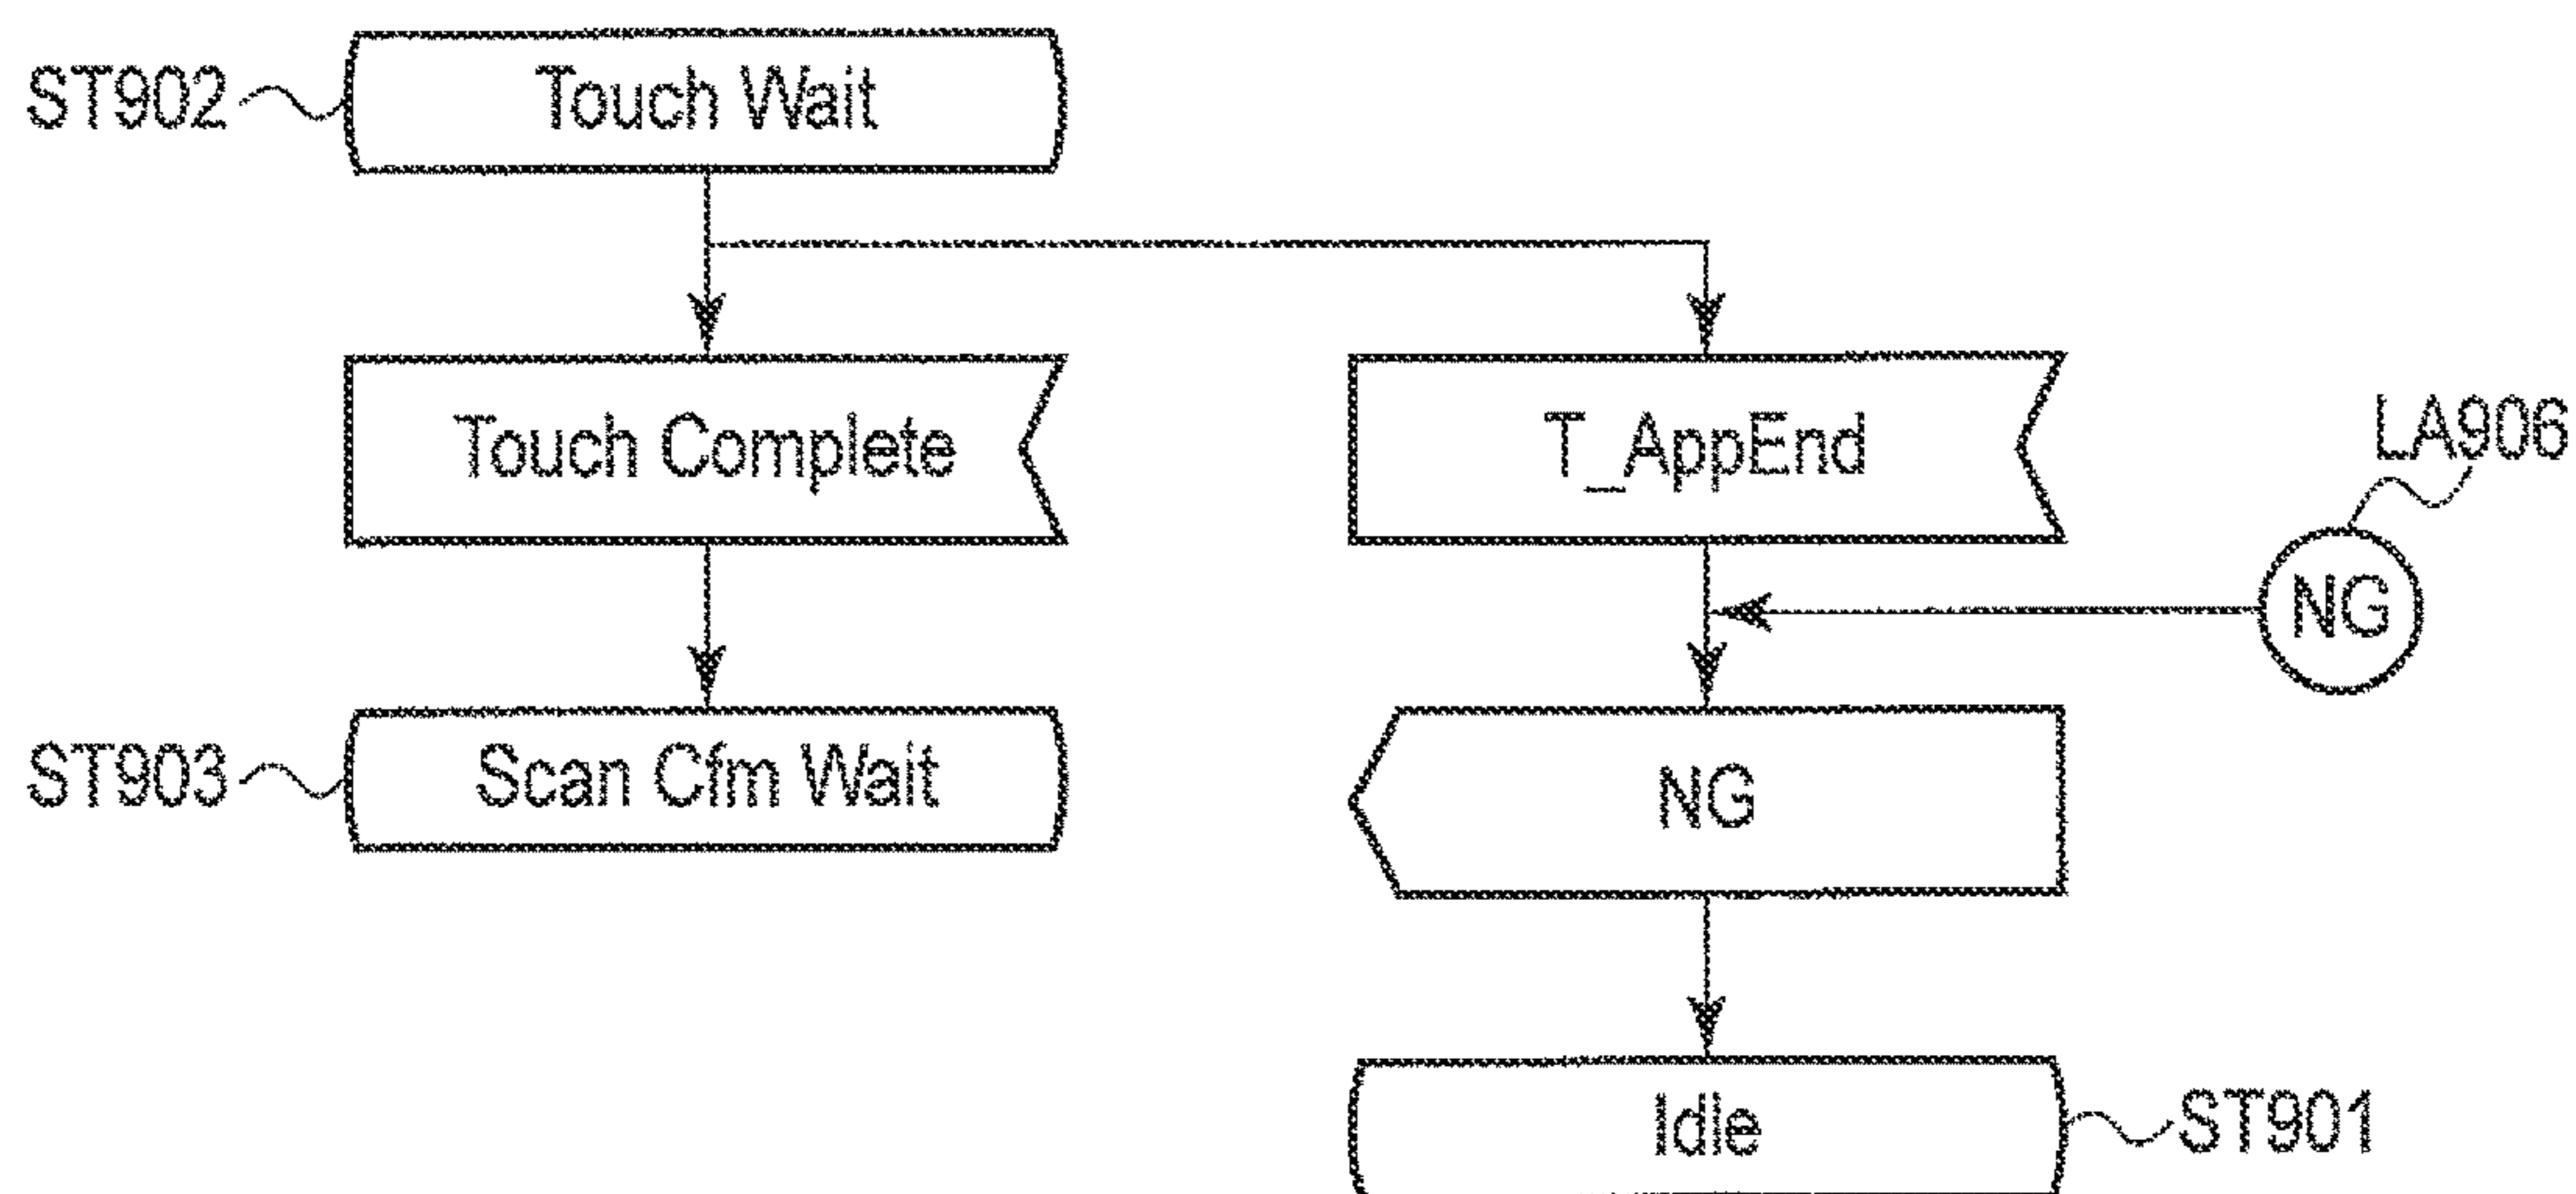 ST902
Touch Wait
Touch Complete
T_AppEnd
LA906
NG
ST903
Scan Cfm Wait
NG
Idle
ST901